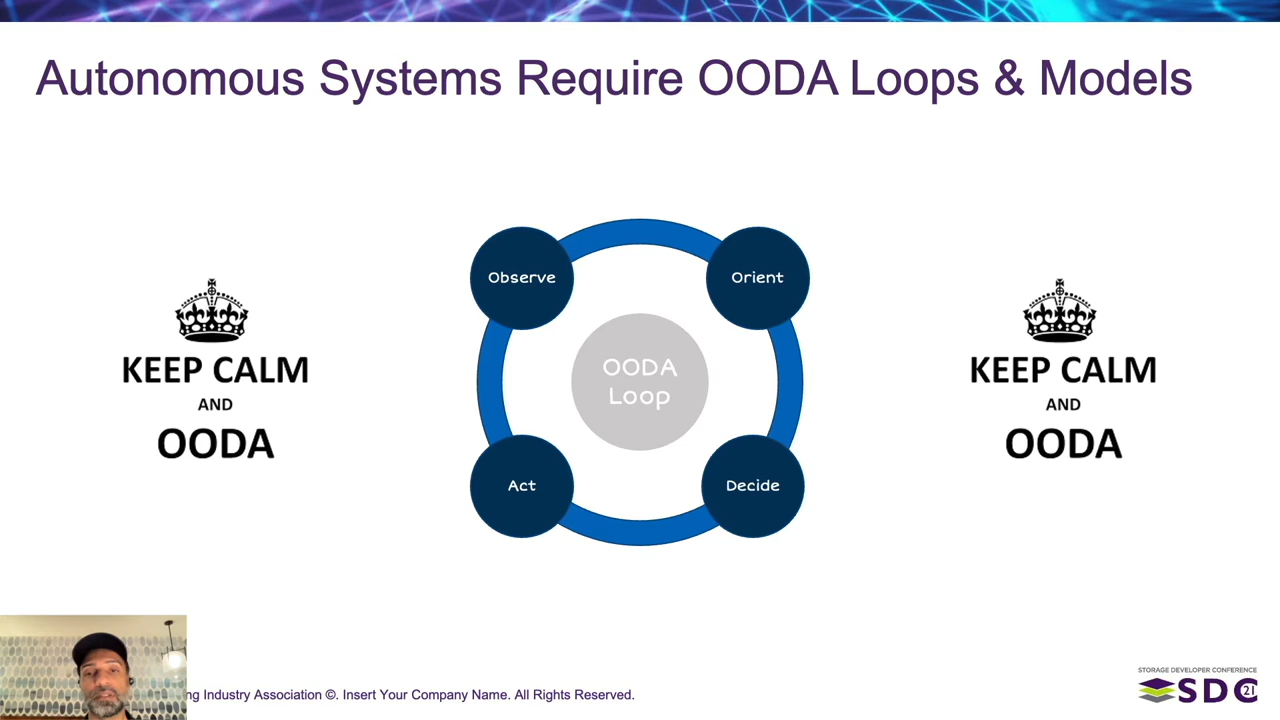 Autonomous Systems Require OODA Loops & Models
KEEP CALM
AND
OODA
Observe
Orient
OODA
Loop
Act
Decide
KEEP CALM
AND
OODA
ng Industry Association ©. Insert Your Company Name. All Rights Reserved.
STORAGE DEVELOPER CONFERENCE
SDC 21